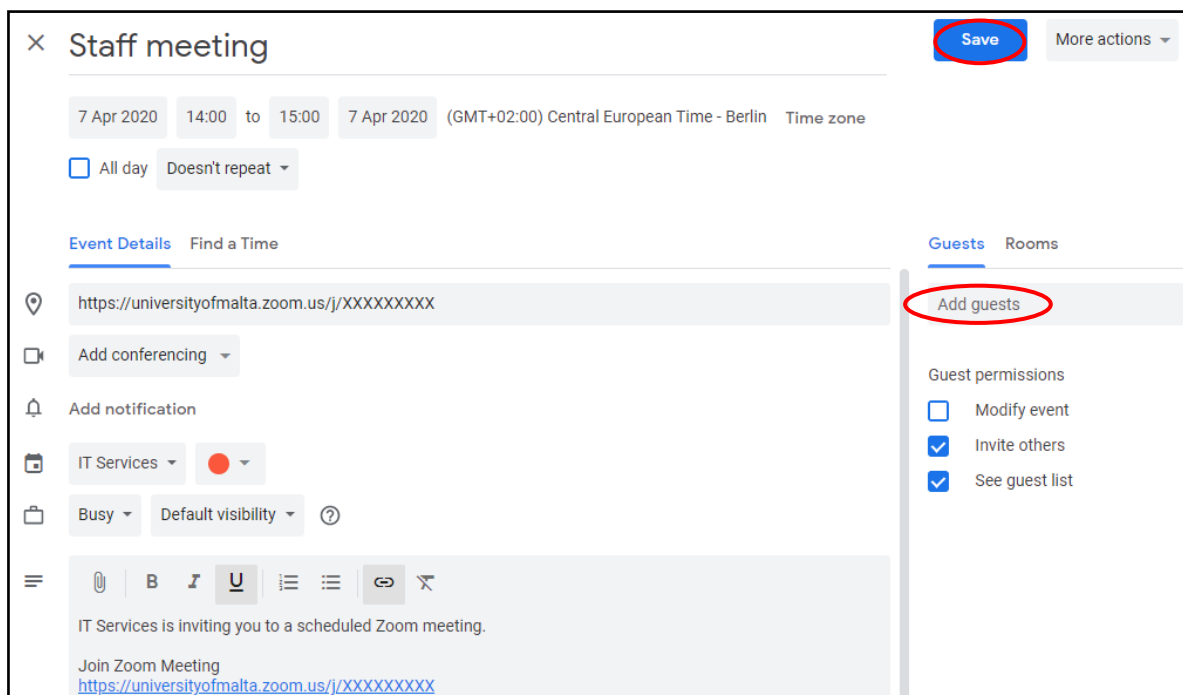 Staff meeting
Save
More actions
7 Apr 2020 14:00 to 15:00 7 Apr 2020 (GMT+02:00) Central European Time - Berlin Time zone
All day Doesn't repeat
Event Details Find a Time
Guests Rooms
https://universityofmalta.zoom.us/j/XXXXXXXXX
Add guests
Add conferencing
Guest permissions
Add notification
Modify event
Invite others
IT Services
See guest list
Busy Default visibility
B I U
IT Services is inviting you to a scheduled Zoom meeting.
Join Zoom Meeting
https://universityofmalta.zoom.us/j/XXXXXXXXX